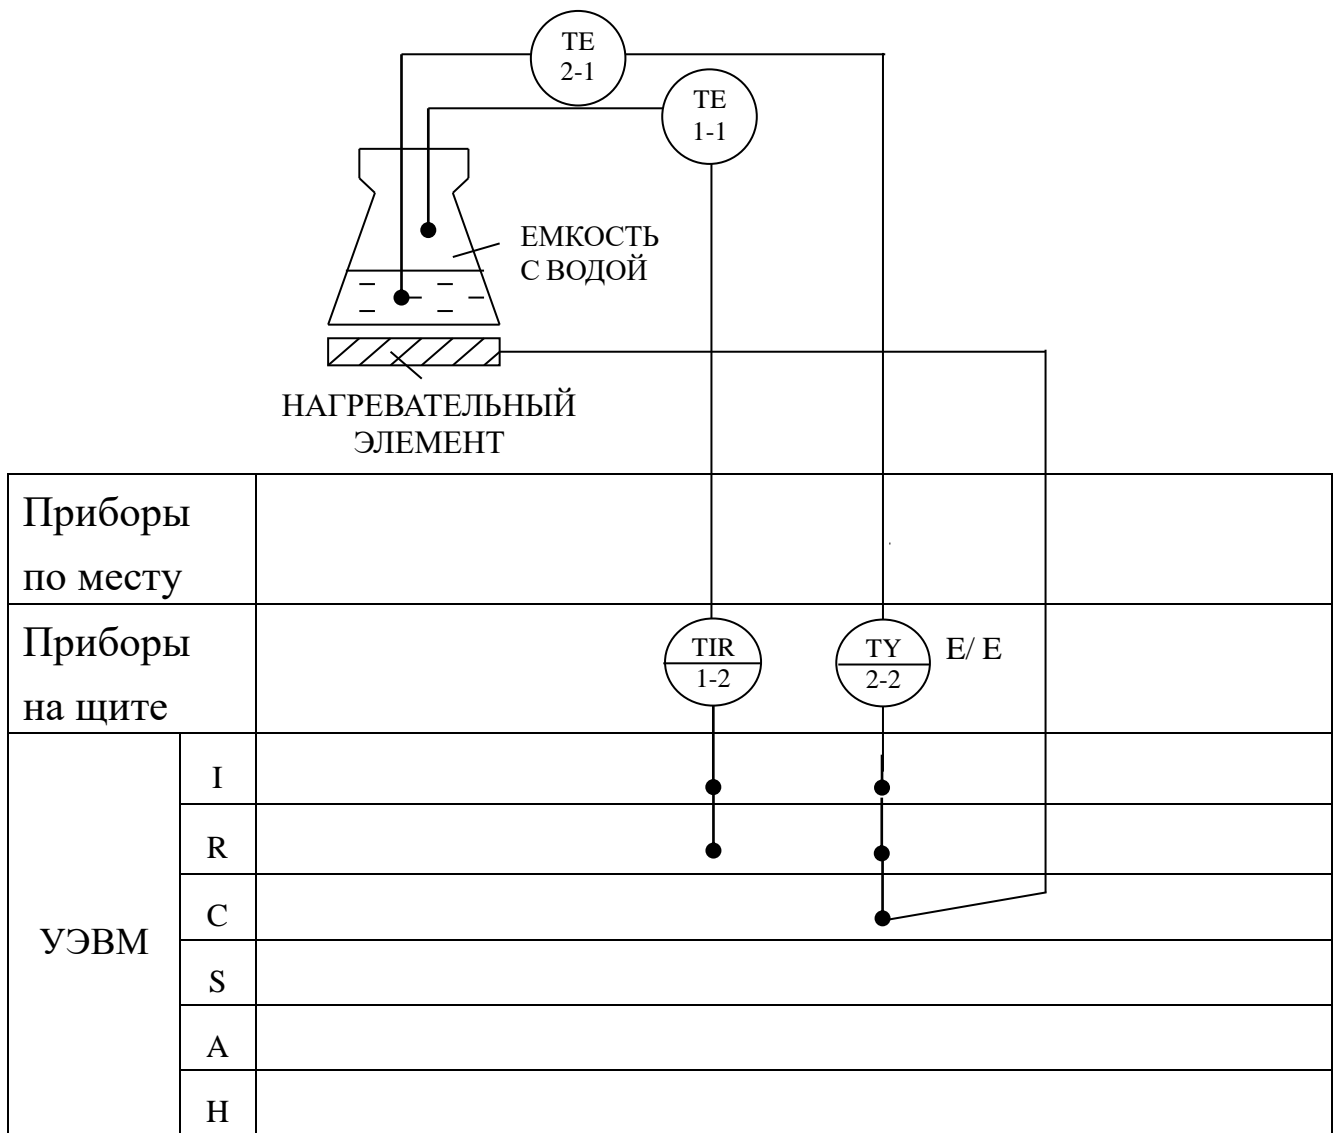 TE
2-1
TE
1-1
ЕМКОСТЬ
С ВОДОЙ
НАГРЕВАТЕЛЬНЫЙ
ЭЛЕМЕНТ
Приборы
по месту
Приборы
на щите
TIR
1-2
TY
2-2
E/ E
УЭВМ
I
R
C
S
A
H